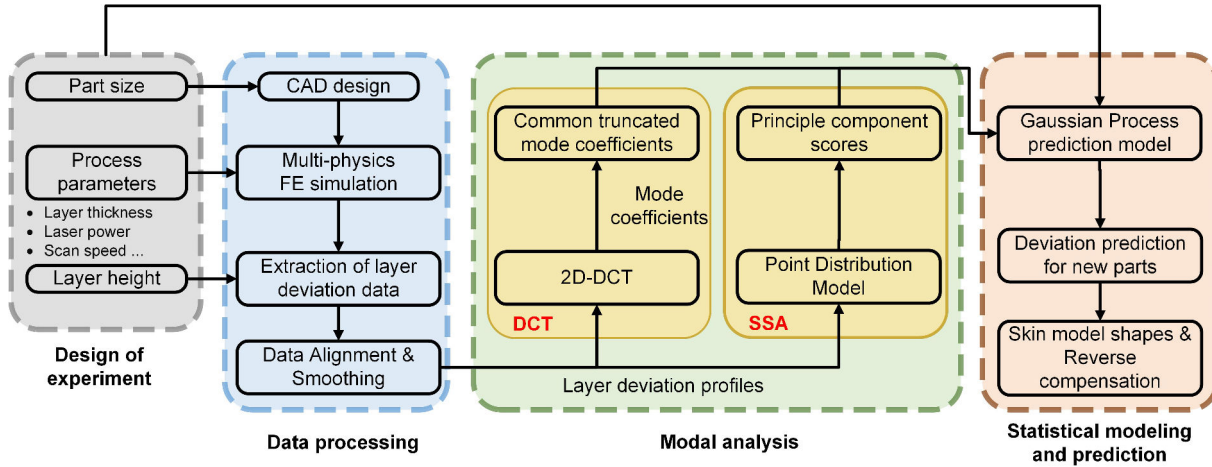 Part size
Process
parameters
• Layer thickness
• Laser power
• Scan speed ...
Layer height
Design of
experiment
CAD design
Multi-physics
FE simulation
Extraction of layer
deviation data
Data Alignment &
Smoothing
Data processing
Common truncated
mode coefficients
Mode
coefficients
2D-DCT
DCT
Principle component
scores
Point Distribution
Model
SSA
Layer deviation profiles
Modal analysis
Gaussian Process
prediction model
Deviation prediction
for new parts
Skin model shapes &
Reverse
compensation
Statistical modeling
and prediction